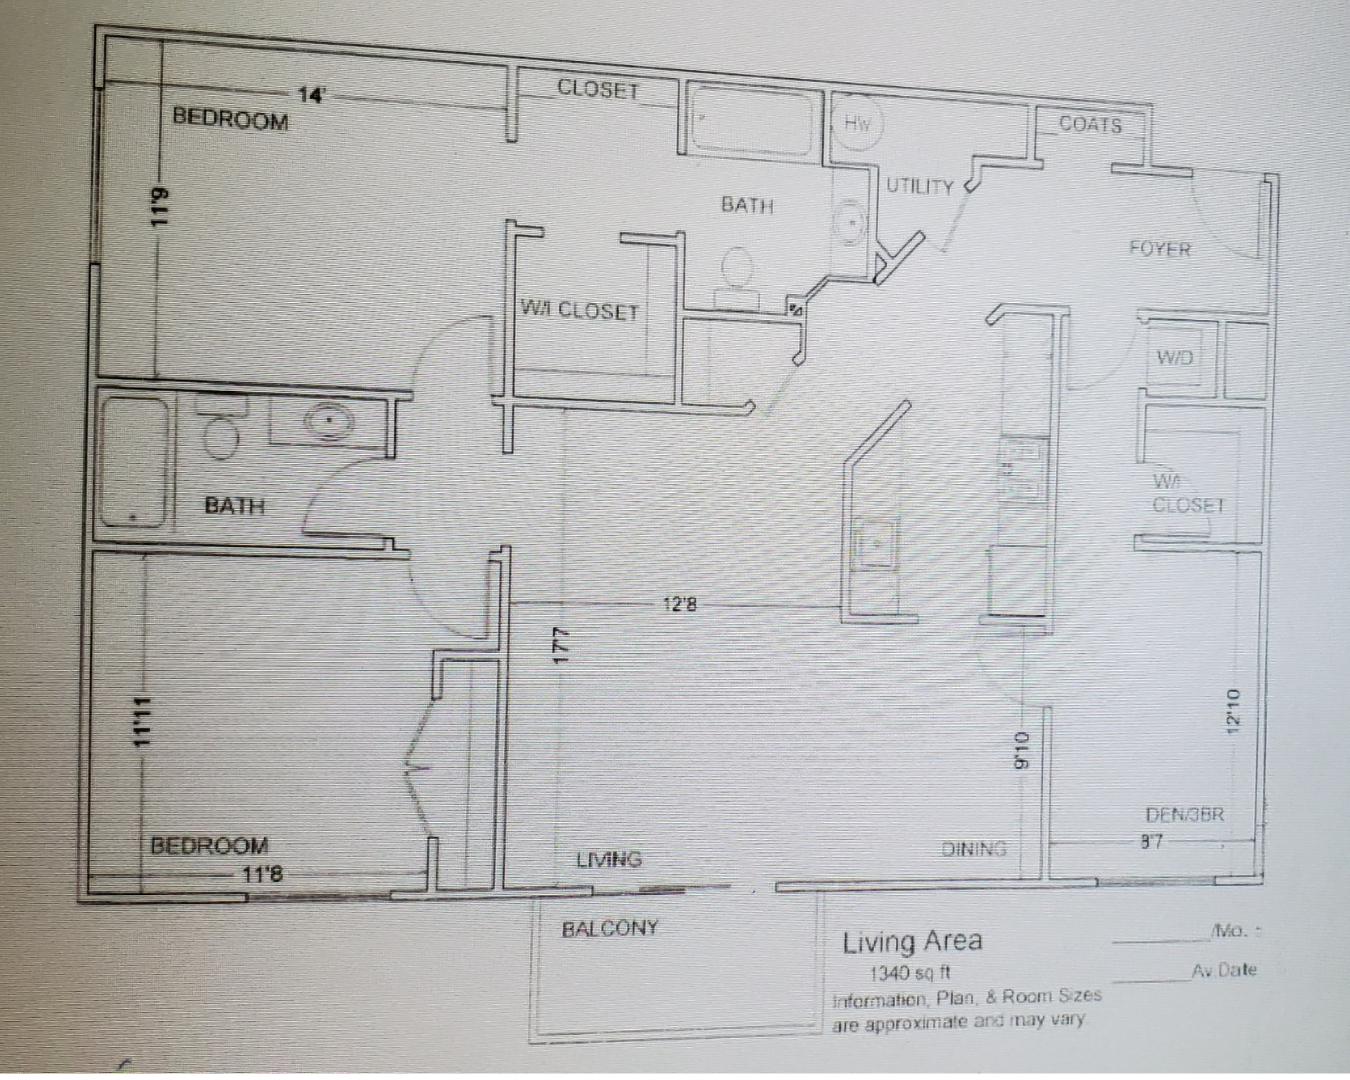 14'
CLOSET
BEDROOM
HW
COATS
11'9
UTILITY
BATH
FOYER
W/I CLOSET
W/D
BATH
W/I
CLOSET
12'8
17'7
11'11
12'10
9'10
DEN/3BR
BEDROOM
11'8
LIVING
DINING
BALCONY
Living Area
1340 sq ft
Information, Plan, & Room Sizes
are approximate and may vary
/Mo.
Av.Date